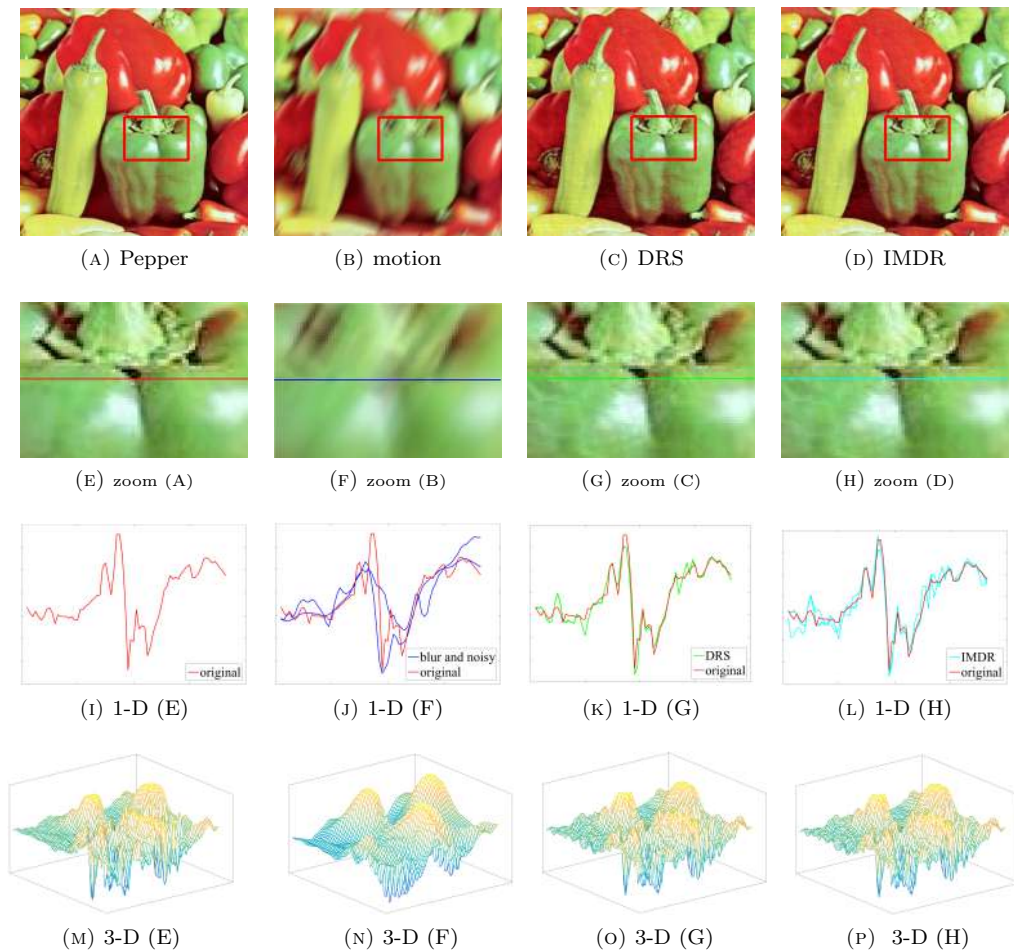 (A) Pepper
(B) motion
(C) DRS
(D) IMDR
(E) zoom (A)
(F) zoom (B)
(G) zoom (C)
(H) zoom (D)
original
blur and noisy
original
DRS
original
IMDR
original
(I) 1-D (E)
(J) 1-D (F)
(K) 1-D (G)
(L) 1-D (H)
(M) 3-D (E)
(N) 3-D (F)
(O) 3-D (G)
(P) 3-D (H)